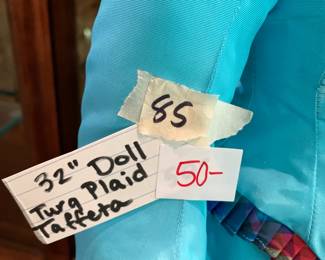 85
32" Doll
Turq Plaid
Taffeta
50-